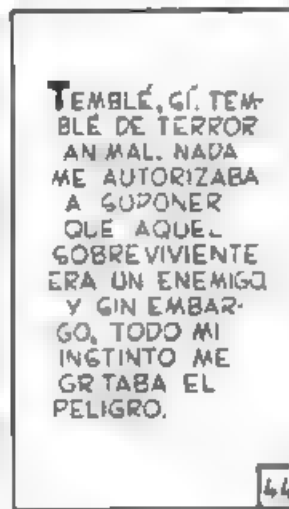 TEMBLÉ, SÍ. TEM-
BLÉ DE TERROR
ANIMAL. NADA
ME AUTORIZABA
A SUPONER
QUE AQUEL
SOBREVIVIENTE
ERA UN ENEMIGO
Y SIN EMBAR-
GO, TODO MI
INSTINTO ME
GRITABA EL
PELIGRO.
44